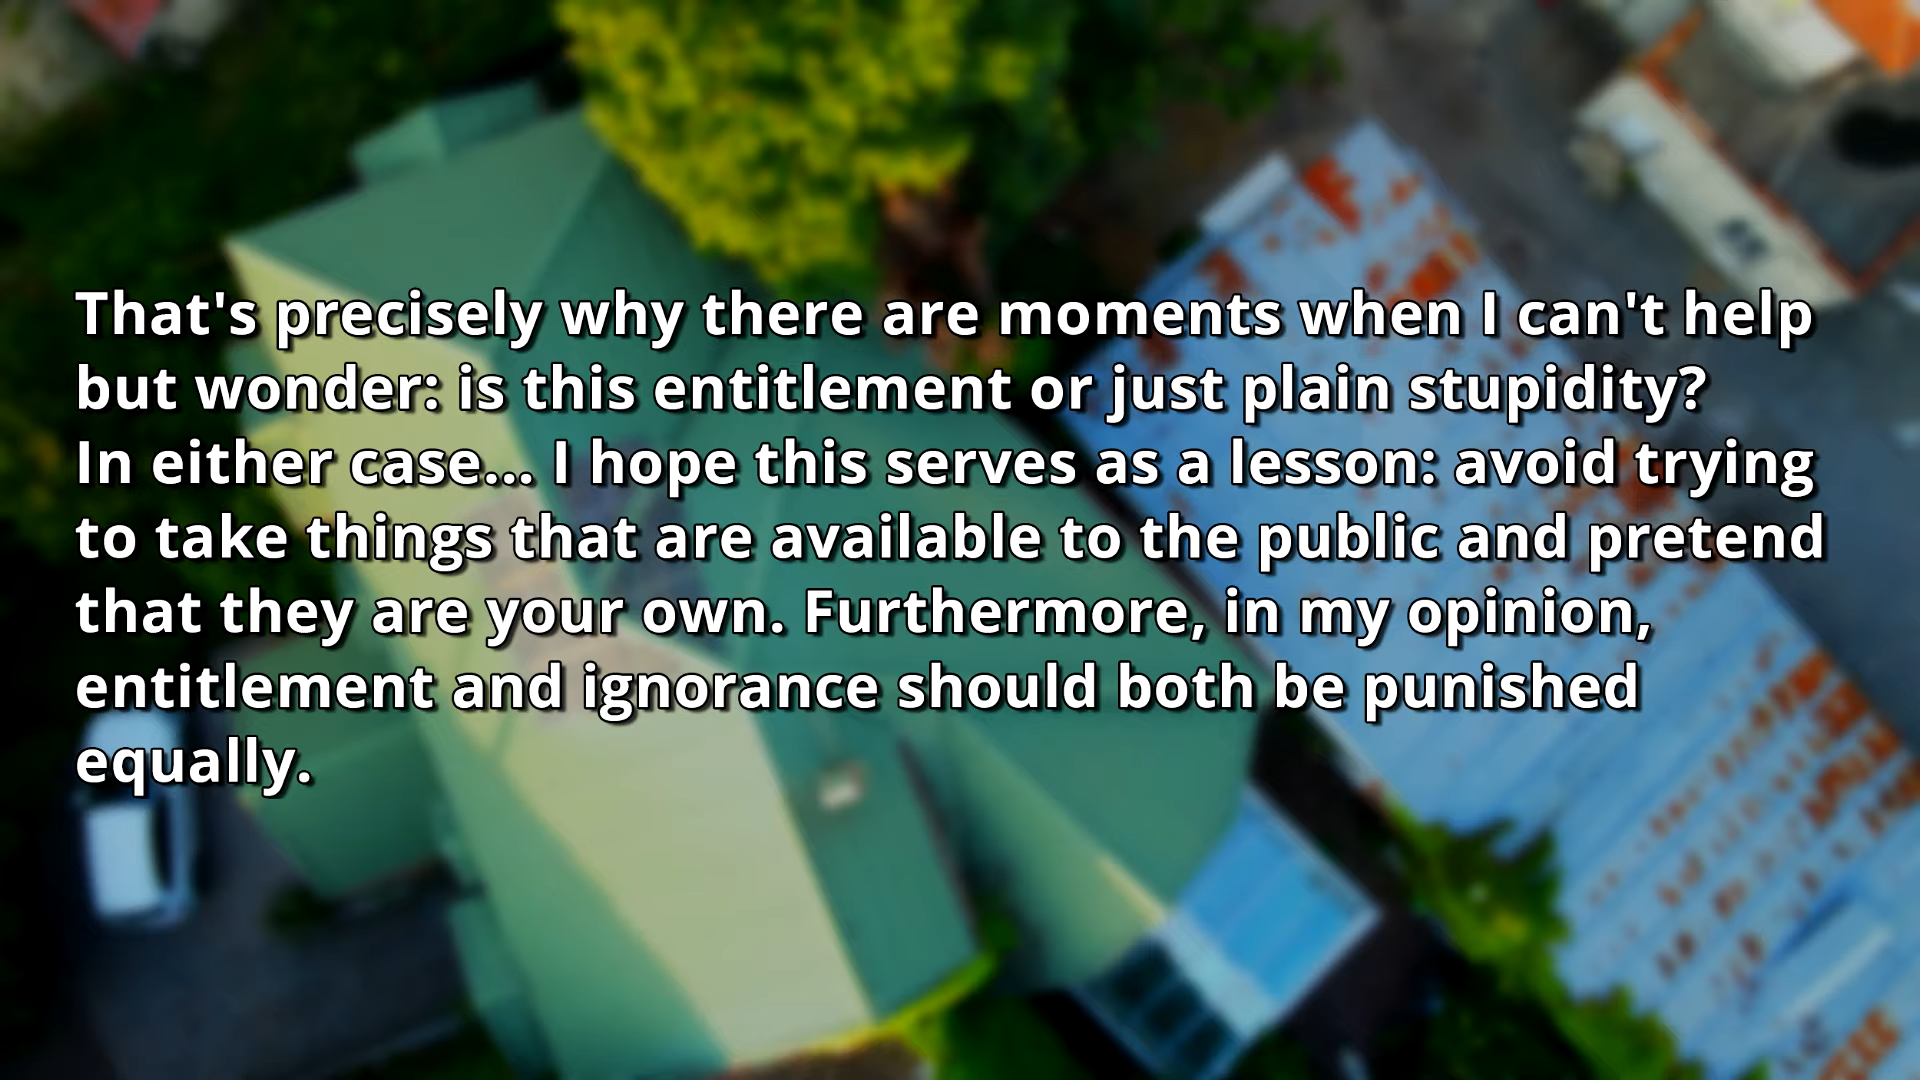 That's precisely why there are moments when I can't help
but wonder: is this entitlement or just plain stupidity?
In either case... I hope this serves as a lesson: avoid trying
to take things that are available to the public and pretend
that they are your own. Furthermore, in my opinion,
entitlement and ignorance should both be punished
equally.